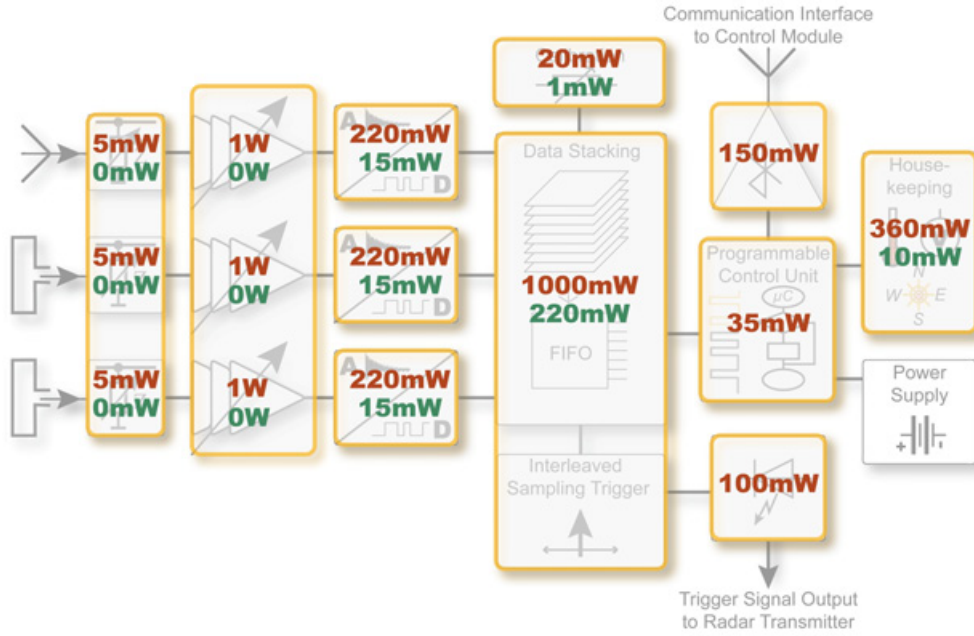 Communication Interface
to Control Module
20mW
1mW
5mW
0mW
1W
0W
A
220mW
15mW
D
Data Stacking
150mW
House-
keeping
360mW
10mW
N
W E
S
5mW
0mW
1W
0W
A
220mW
15mW
D
1000mW
220mW
FIFO
Programmable
Control Unit
µC
35mW
5mW
0mW
1W
0W
A
220mW
15mW
D
Power
Supply
+ -
Interleaved
Sampling Trigger
100mW
Trigger Signal Output
to Radar Transmitter